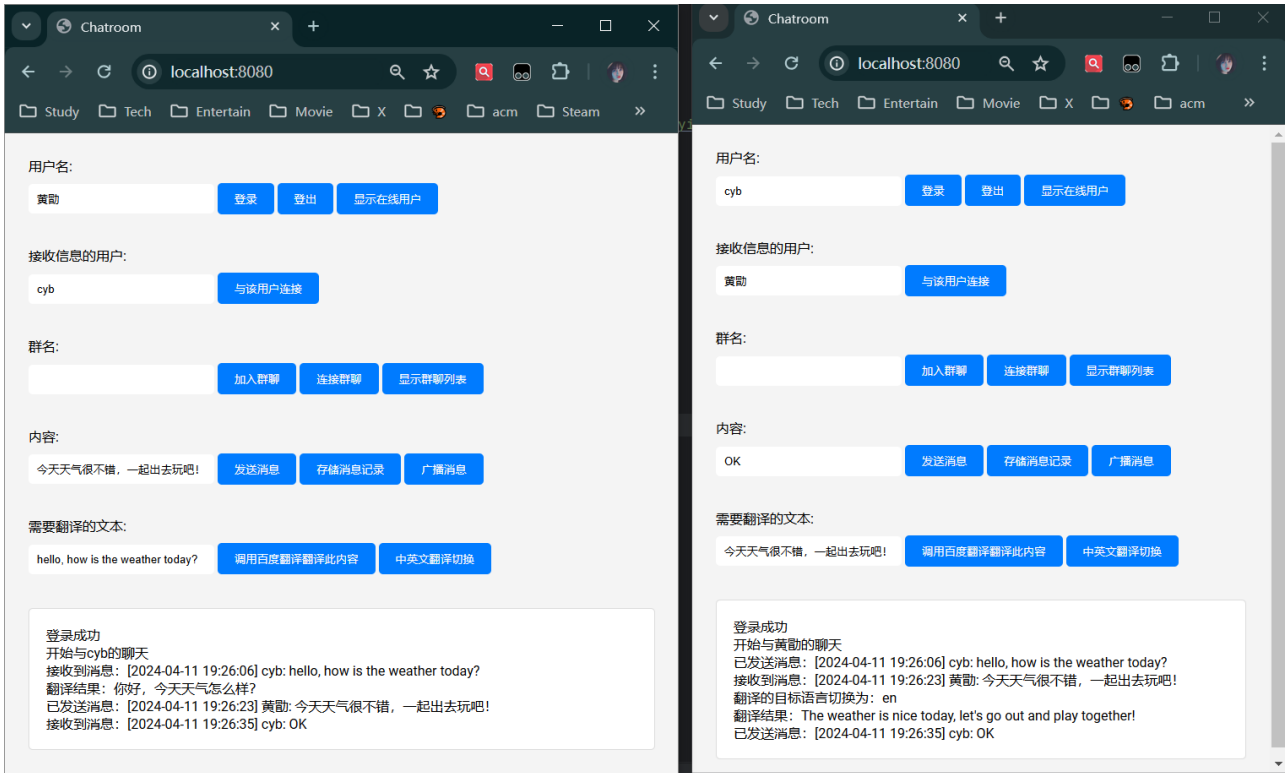 Chatroom
localhost:8080
Study Tech Entertain Movie X acm Steam
用户名:
黄勖 登录 登出 显示在线用户
接收信息的用户:
cyb 与该用户连接
群名:
加入群聊 连接群聊 显示群聊列表
内容:
今天天气很不错，一起出去玩吧！ 发送消息 存储消息记录 广播消息
需要翻译的文本:
hello, how is the weather today? 调用百度翻译翻译此内容 中英文翻译切换
登录成功
开始与cyb的聊天
接收到消息：[2024-04-11 19:26:06] cyb: hello, how is the weather today?
翻译结果：你好，今天天气怎么样？
已发送消息：[2024-04-11 19:26:23] 黄勖: 今天天气很不错，一起出去玩吧！
接收到消息：[2024-04-11 19:26:35] cyb: OK
Chatroom
localhost:8080
Study Tech Entertain Movie X acm
用户名:
cyb 登录 登出 显示在线用户
接收信息的用户:
黄勖 与该用户连接
群名:
加入群聊 连接群聊 显示群聊列表
内容:
OK 发送消息 存储消息记录 广播消息
需要翻译的文本:
今天天气很不错，一起出去玩吧！ 调用百度翻译翻译此内容 中英文翻译切换
登录成功
开始与黄勖的聊天
已发送消息：[2024-04-11 19:26:06] cyb: hello, how is the weather today?
接收到消息：[2024-04-11 19:26:23] 黄勖: 今天天气很不错，一起出去玩吧！
翻译的目标语言切换为：en
翻译结果：The weather is nice today, let's go out and play together!
已发送消息：[2024-04-11 19:26:35] cyb: OK